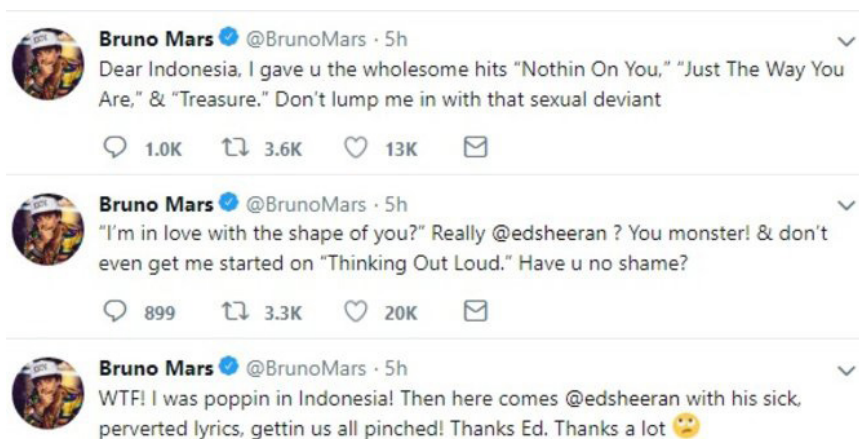 Bruno Mars @BrunoMars · 5h
Dear Indonesia, I gave u the wholesome hits “Nothin On You,” “Just The Way You
Are,” & “Treasure.” Don't lump me in with that sexual deviant
1.0K 3.6K 13K
Bruno Mars @BrunoMars · 5h
“I'm in love with the shape of you?” Really @edsheeran ? You monster! & don't
even get me started on “Thinking Out Loud.” Have u no shame?
899 3.3K 20K
Bruno Mars @BrunoMars · 5h
WTF! I was poppin in Indonesia! Then here comes @edsheeran with his sick,
perverted lyrics, gettin us all pinched! Thanks Ed. Thanks a lot 🙄